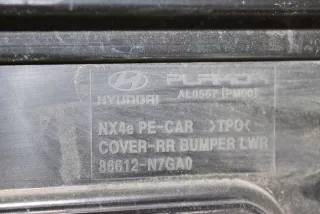 HYUNDAI
AL0567 [PM00]
NX4e PE-CAR >TPO<
COVER-RR BUMPER LWR
86612-N7GA0